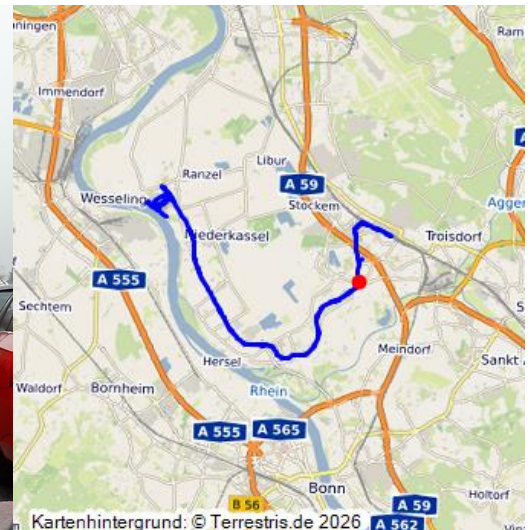 Immendorf
Ranzel
Libur
A 59
Wesseling
Stockem
Agger
Niederkassel
Troisdorf
A 555
Sechtem
Meindorf
Hersel
Sankt
Waldorf
Bornheim
Rhein
A 555
A 565
Holtorf
B 56
Bonn
A 59
A 562
Kartenhintergrund: © Terrestris.de 2026